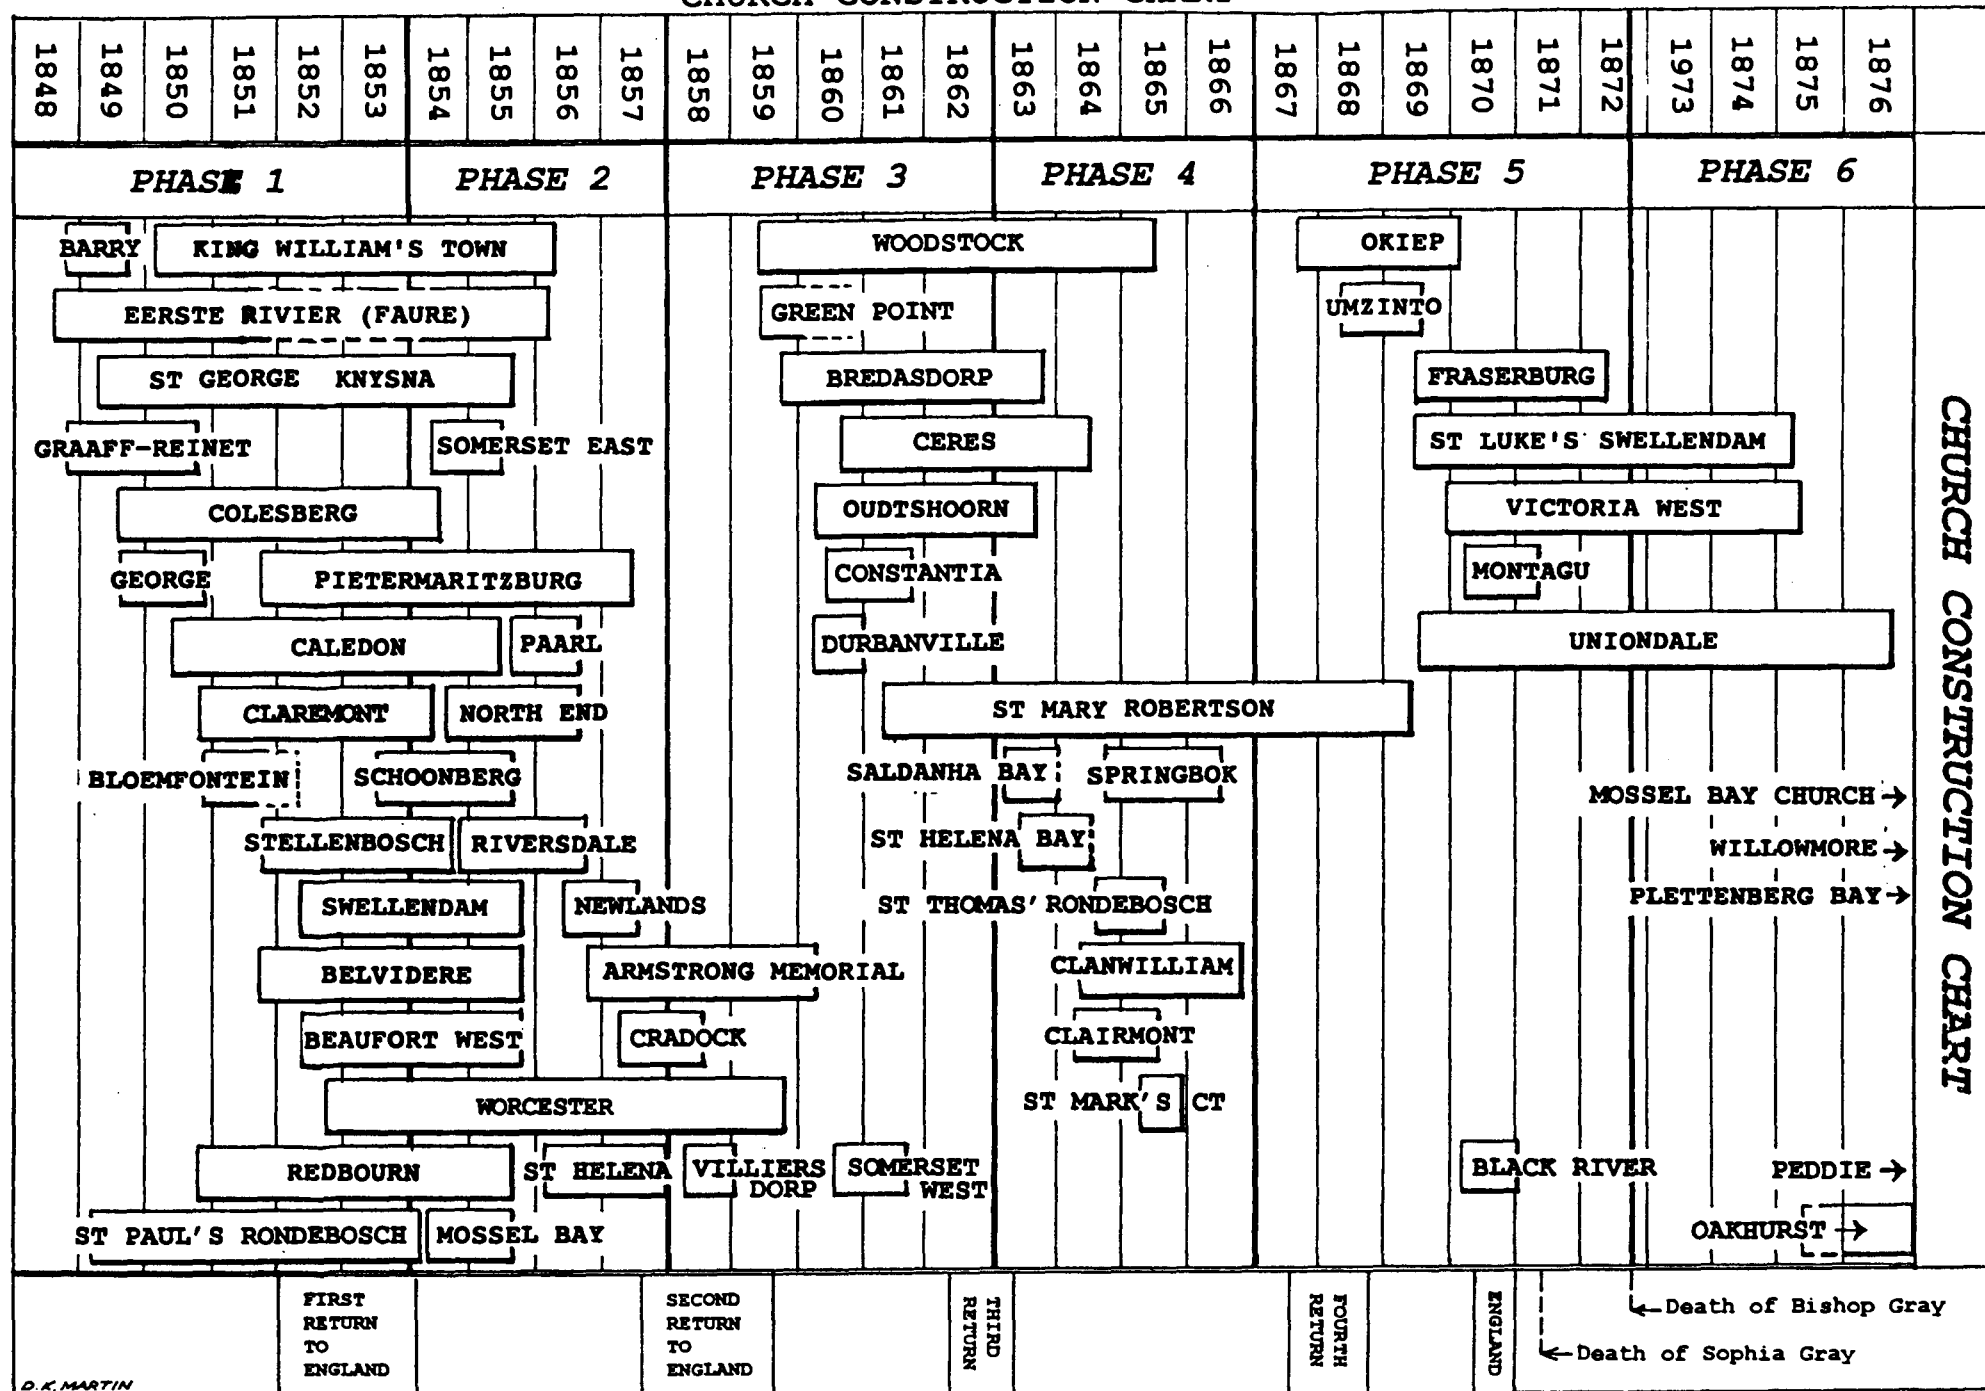 CHURCH CONSTRUCTION CHART
1848 1849 1850 1851 1852 1853 1854 1855 1856 1857 1858 1859 1860 1861 1862 1863 1864 1865 1866 1867 1868 1869 1870 1871 1872 1973 1874 1875 1876
PHASE 1 PHASE 2 PHASE 3 PHASE 4 PHASE 5 PHASE 6
BARRY KING WILLIAM'S TOWN WOODSTOCK OKIEP
EERSTE RIVIER (FAURE) GREEN POINT UMZINTO
ST GEORGE KNYSNA BREDASDORP FRASERBURG
GRAAFF-REINET SOMERSET EAST CERES ST LUKE'S SWELLENDAM
COLESBERG OUDTSHOORN VICTORIA WEST
GEORGE PIETERMARITZBURG CONSTANTIA MONTAGU
CALEDON PAARL DURBANVILLE UNIONDALE
CLAREMONT NORTH END ST MARY ROBERTSON
BLOEMFONTEIN SCHOONBERG SALDANHA BAY SPRINGBOK
MOSSEL BAY CHURCH →
STELLENBOSCH RIVERSDALE ST HELENA BAY WILLOWMORE →
SWELLENDAM NEWLANDS ST THOMAS' RONDEBOSCH PLETTENBERG BAY →
BELVIDERE ARMSTRONG MEMORIAL CLANWILLIAM
BEAUFORT WEST CRADOCK CLAIRMONT
WORCESTER ST MARK'S CT
REDBOURN ST HELENA VILLIERS DORP SOMERSET WEST BLACK RIVER PEDDIE →
ST PAUL'S RONDEBOSCH MOSSEL BAY OAKHURST →
CHURCH CONSTRUCTION CHART
FIRST
RETURN
TO
ENGLAND
SECOND
RETURN
TO
ENGLAND
THIRD
RETURN
FOURTH
RETURN
ENGLAND
←Death of Bishop Gray
←Death of Sophia Gray
D.K. MARTIN